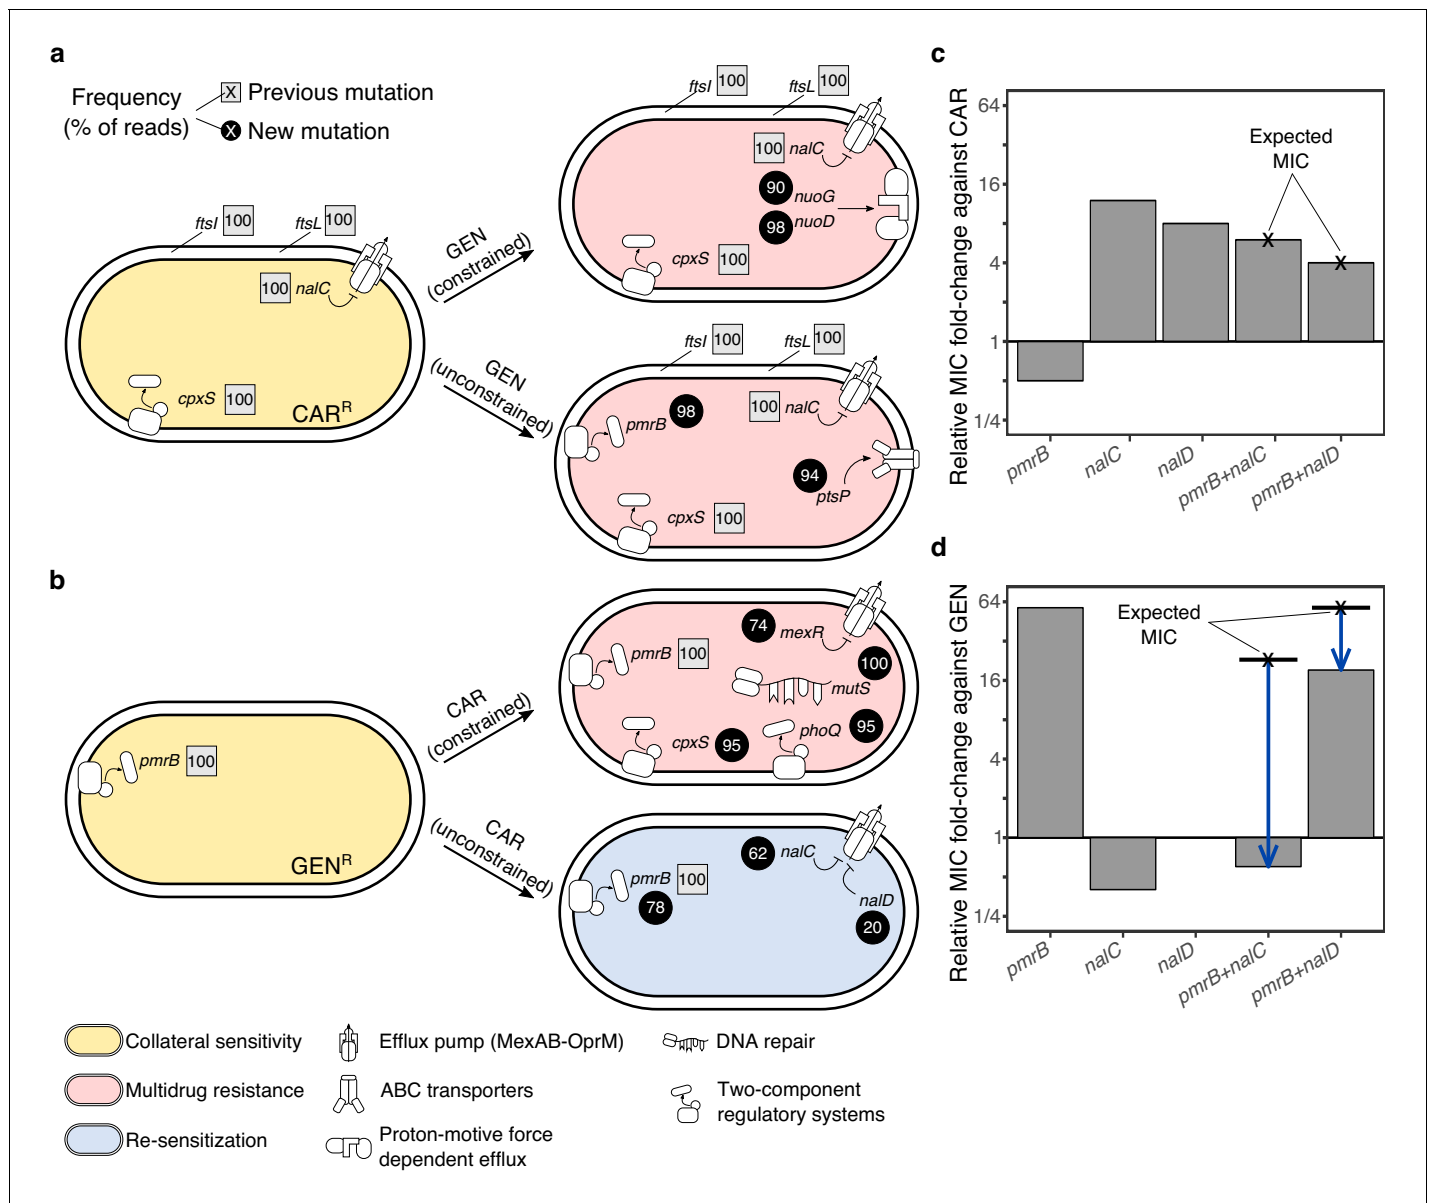 a
Frequency
(% of reads)
X Previous mutation
X New mutation
ftsI 100
ftsL 100
100 nalC
cpxS 100
CARR
GEN
(constrained)
GEN
(unconstrained)
ftsI 100
ftsL 100
100 nalC
90 nuoG
98 nuoD
cpxS 100
ftsI 100
ftsL 100
pmrB 98
100 nalC
94
ptsP
cpxS 100
b
pmrB 100
GENR
CAR
(constrained)
CAR
(unconstrained)
74 mexR
pmrB 100
100
mutS
cpxS 95
phoQ 95
62 nalC
pmrB 100
78
nalD
20
Collateral sensitivity
Multidrug resistance
Re-sensitization
Efflux pump (MexAB-OprM)
ABC transporters
Proton-motive force
dependent efflux
DNA repair
Two-component
regulatory systems
c
Relative MIC fold-change against CAR
64
16
4
1
1/4
Expected
MIC
X
X
pmrB
nalC
nalD
pmrB+nalC
pmrB+nalD
d
Relative MIC fold-change against GEN
64
16
4
1
1/4
Expected
MIC
X
X
pmrB
nalC
nalD
pmrB+nalC
pmrB+nalD